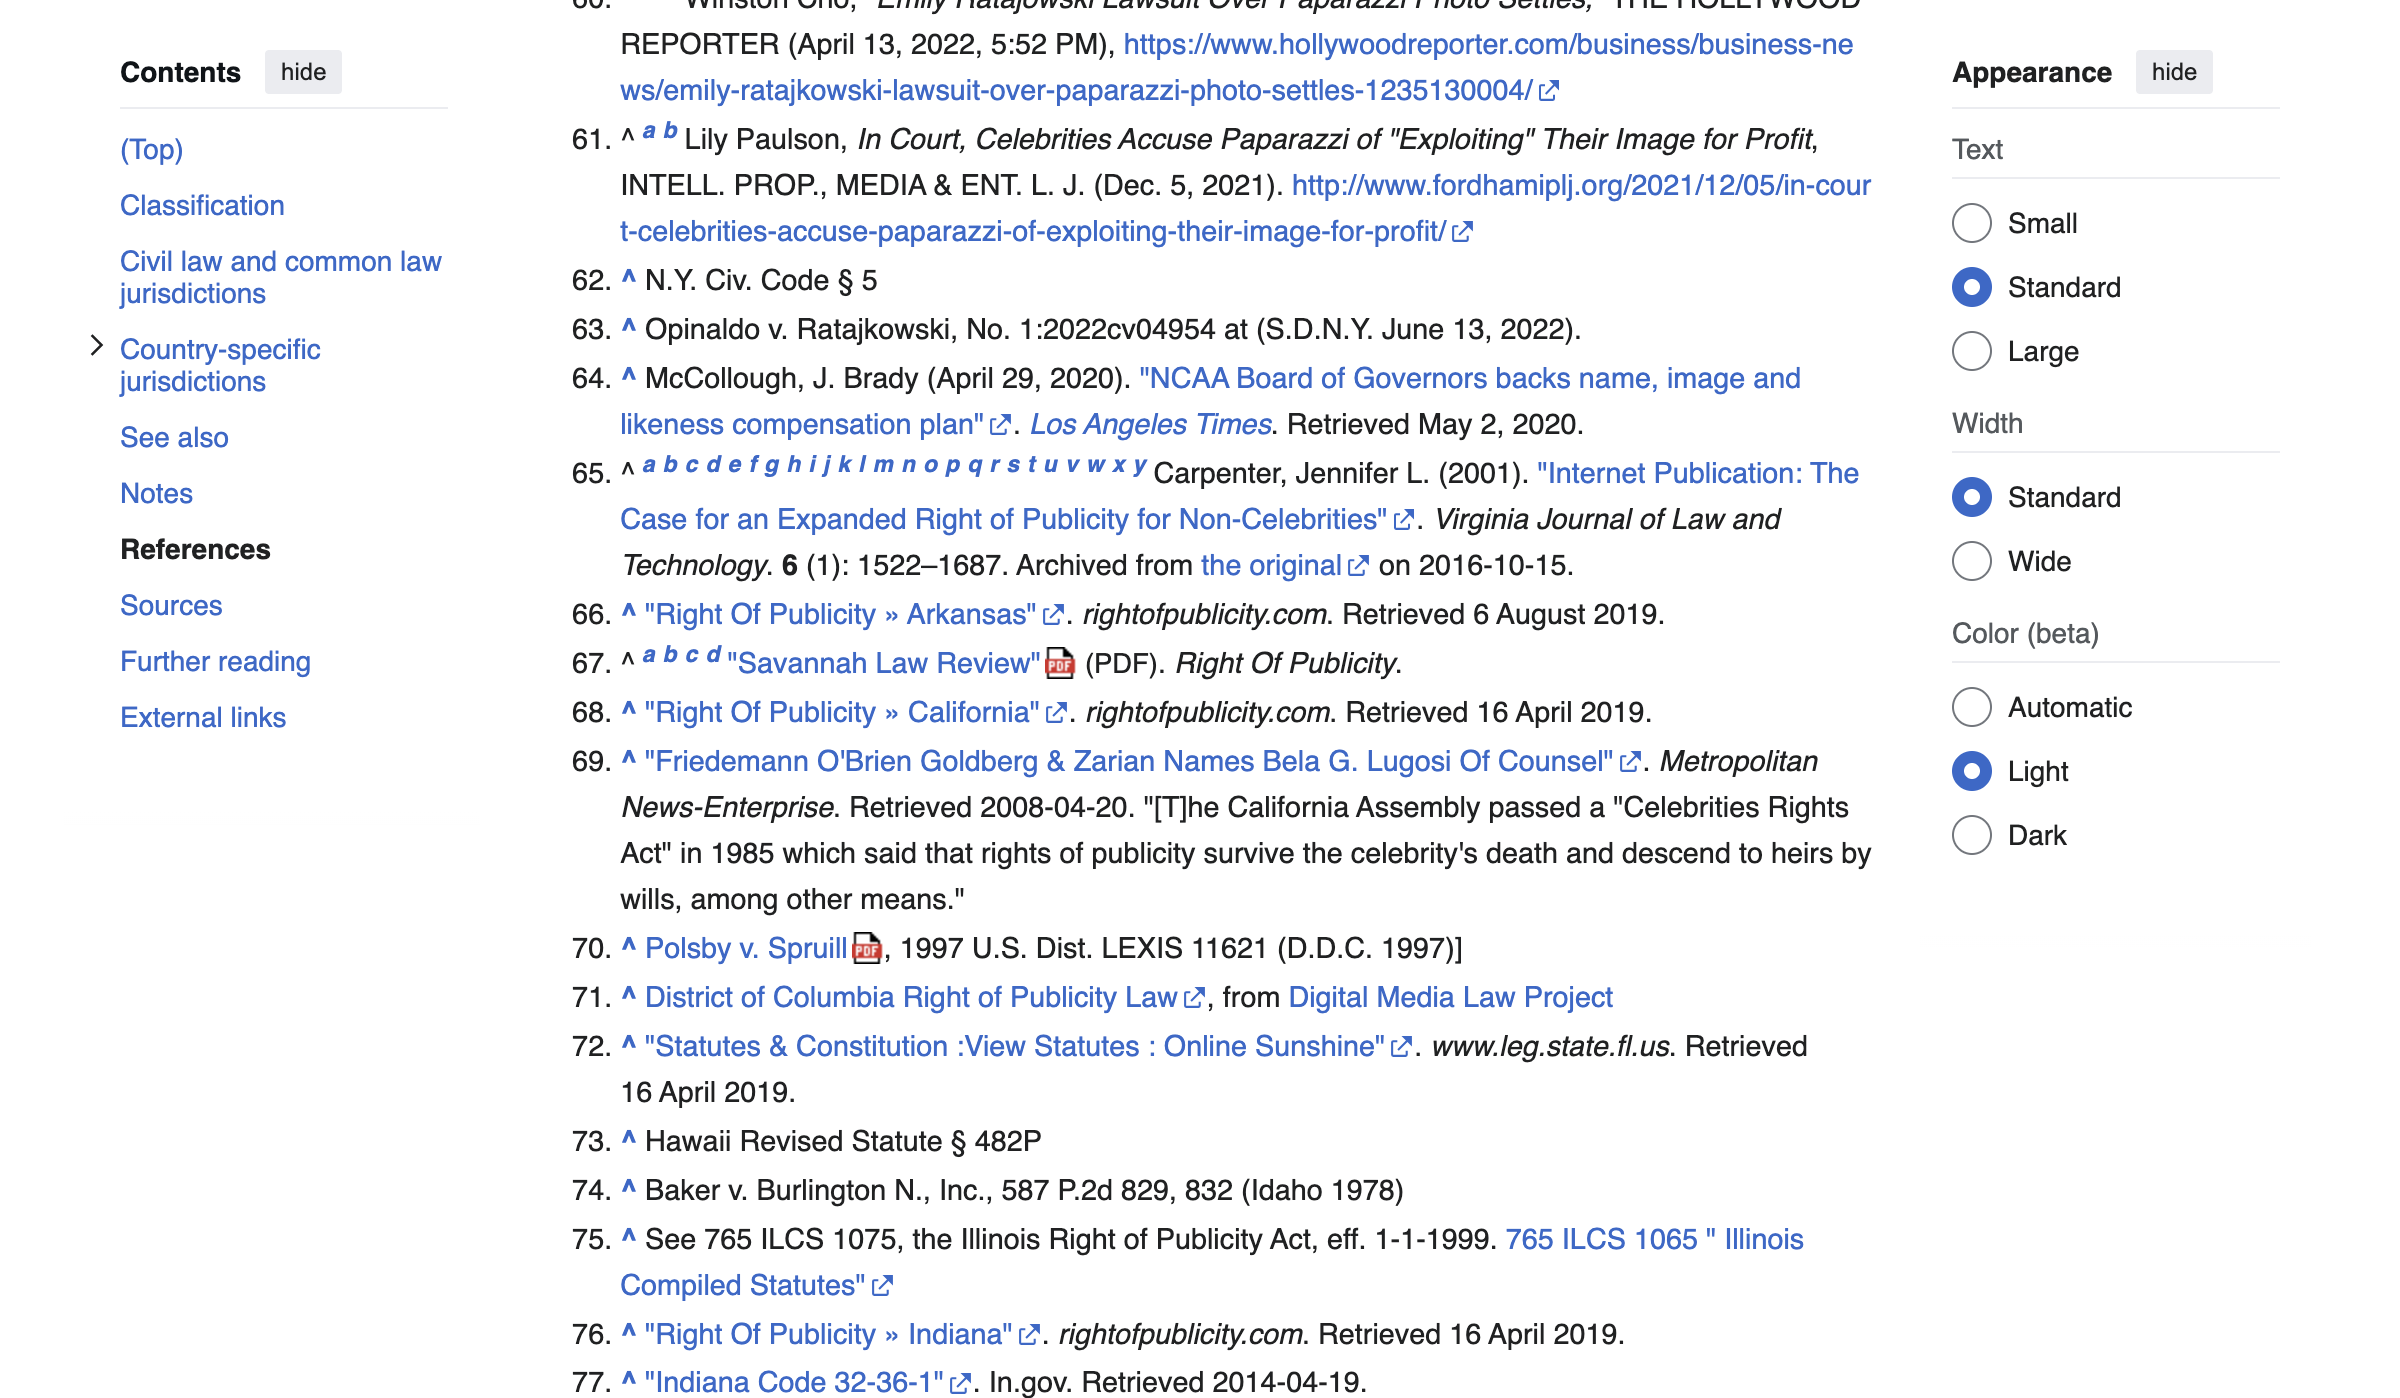 Contents hide
(Top)
Classification
Civil law and common law
jurisdictions
Country-specific
jurisdictions
See also
Notes
References
Sources
Further reading
External links
60. Winston Cho, "Emily Ratajowski Lawsuit Over Paparazzi Photo Settles," THE HOLLYWOOD
REPORTER (April 13, 2022, 5:52 PM), https://www.hollywoodreporter.com/business/business-ne
ws/emily-ratajkowski-lawsuit-over-paparazzi-photo-settles-1235130004/
61. ^ a b Lily Paulson, In Court, Celebrities Accuse Paparazzi of "Exploiting" Their Image for Profit,
INTELL. PROP., MEDIA & ENT. L. J. (Dec. 5, 2021). http://www.fordhamiplj.org/2021/12/05/in-cour
t-celebrities-accuse-paparazzi-of-exploiting-their-image-for-profit/
62. ^ N.Y. Civ. Code § 5
63. ^ Opinaldo v. Ratajkowski, No. 1:2022cv04954 at (S.D.N.Y. June 13, 2022).
64. ^ McCollough, J. Brady (April 29, 2020). "NCAA Board of Governors backs name, image and
likeness compensation plan". Los Angeles Times. Retrieved May 2, 2020.
65. ^ a b c d e f g h i j k l m n o p q r s t u v w x y Carpenter, Jennifer L. (2001). "Internet Publication: The
Case for an Expanded Right of Publicity for Non-Celebrities". Virginia Journal of Law and
Technology. 6 (1): 1522–1687. Archived from the original on 2016-10-15.
66. ^ "Right Of Publicity » Arkansas". rightofpublicity.com. Retrieved 6 August 2019.
67. ^ a b c d "Savannah Law Review" PDF (PDF). Right Of Publicity.
68. ^ "Right Of Publicity » California". rightofpublicity.com. Retrieved 16 April 2019.
69. ^ "Friedemann O'Brien Goldberg & Zarian Names Bela G. Lugosi Of Counsel". Metropolitan
News-Enterprise. Retrieved 2008-04-20. "[T]he California Assembly passed a "Celebrities Rights
Act" in 1985 which said that rights of publicity survive the celebrity's death and descend to heirs by
wills, among other means."
70. ^ Polsby v. Spruill PDF, 1997 U.S. Dist. LEXIS 11621 (D.D.C. 1997)]
71. ^ District of Columbia Right of Publicity Law, from Digital Media Law Project
72. ^ "Statutes & Constitution :View Statutes : Online Sunshine". www.leg.state.fl.us. Retrieved
16 April 2019.
73. ^ Hawaii Revised Statute § 482P
74. ^ Baker v. Burlington N., Inc., 587 P.2d 829, 832 (Idaho 1978)
75. ^ See 765 ILCS 1075, the Illinois Right of Publicity Act, eff. 1-1-1999. 765 ILCS 1065 " Illinois
Compiled Statutes"
76. ^ "Right Of Publicity » Indiana". rightofpublicity.com. Retrieved 16 April 2019.
77. ^ "Indiana Code 32-36-1". In.gov. Retrieved 2014-04-19.
Appearance hide
Text
Small
Standard
Large
Width
Standard
Wide
Color (beta)
Automatic
Light
Dark